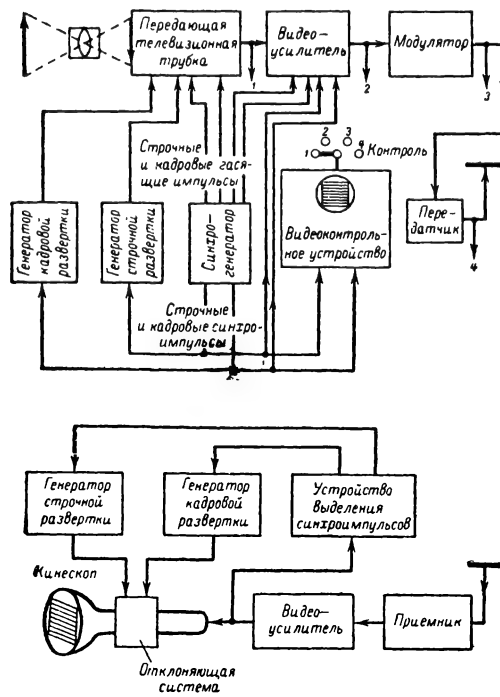 Передающая
телевизионная
трубка
Видео-
усилитель
Модулятор
1
2
3
Строчные
и кадровые гася-
щие импульсы
2 3
1 4 Контроль
Генератор
кадровой
развертки
Генератор
строчной
развертки
Синхро-
генератор
Видеоконтроль-
ное устройство
Пере-
датчик
4
Строчные
и кадровые синхро-
импульсы
Генератор
строчной
развертки
Генератор
кадровой
развертки
Устройство
выделения
синхроимпульсов
Кинескоп
Видео-
усилитель
Приемник
Отклоняющая
система